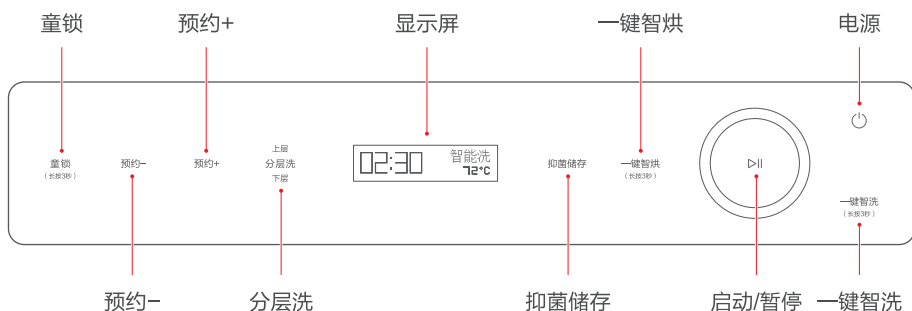 童锁 预约+ 显示屏 一键智烘 电源
上层
童锁 预约− 预约+ 分层洗 02:30 智能洗 抑菌储存 一键智烘
(长按3秒) 下层 72°C (长按3秒)
一键智洗
(长按3秒)
预约− 分层洗 抑菌储存 启动/暂停 一键智洗